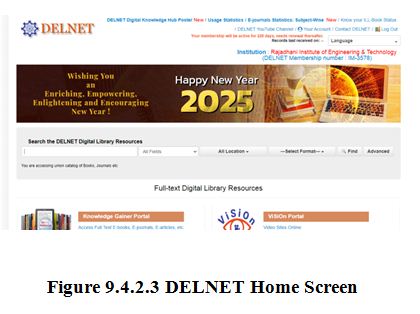 DELNET
DELNET Digital Knowledge Hub Poster New / Usage Statistics / E-journals Statistics: Subject-Wise New / Know your ILL Book Status
/ DELNET YouTube Channel / Your Account / Contact DELNET / Log Out
Your membership will be active for 320 days, needs renewal thereafter.
Records last received on:
Language
Institution : Rajadhani Institute of Engineering & Technology
(DELNET Membership number : IM-3578)
Wishing You
an
Enriching, Empowering,
Enlightening and Encouraging
New Year !
Happy New Year
2025
Search the DELNET Digital Library Resources
All Fields
All Location
---Select Format---
Find
Advanced
You are accessing union catalog of Books, Journals etc
Full-text Digital Library Resources
Knowledge Gainer Portal
Access Full Text E-books, E-journals, E-articles, etc.
ViSiOn
ViSiOn Portal
Video Sites Online
Figure 9.4.2.3 DELNET Home Screen